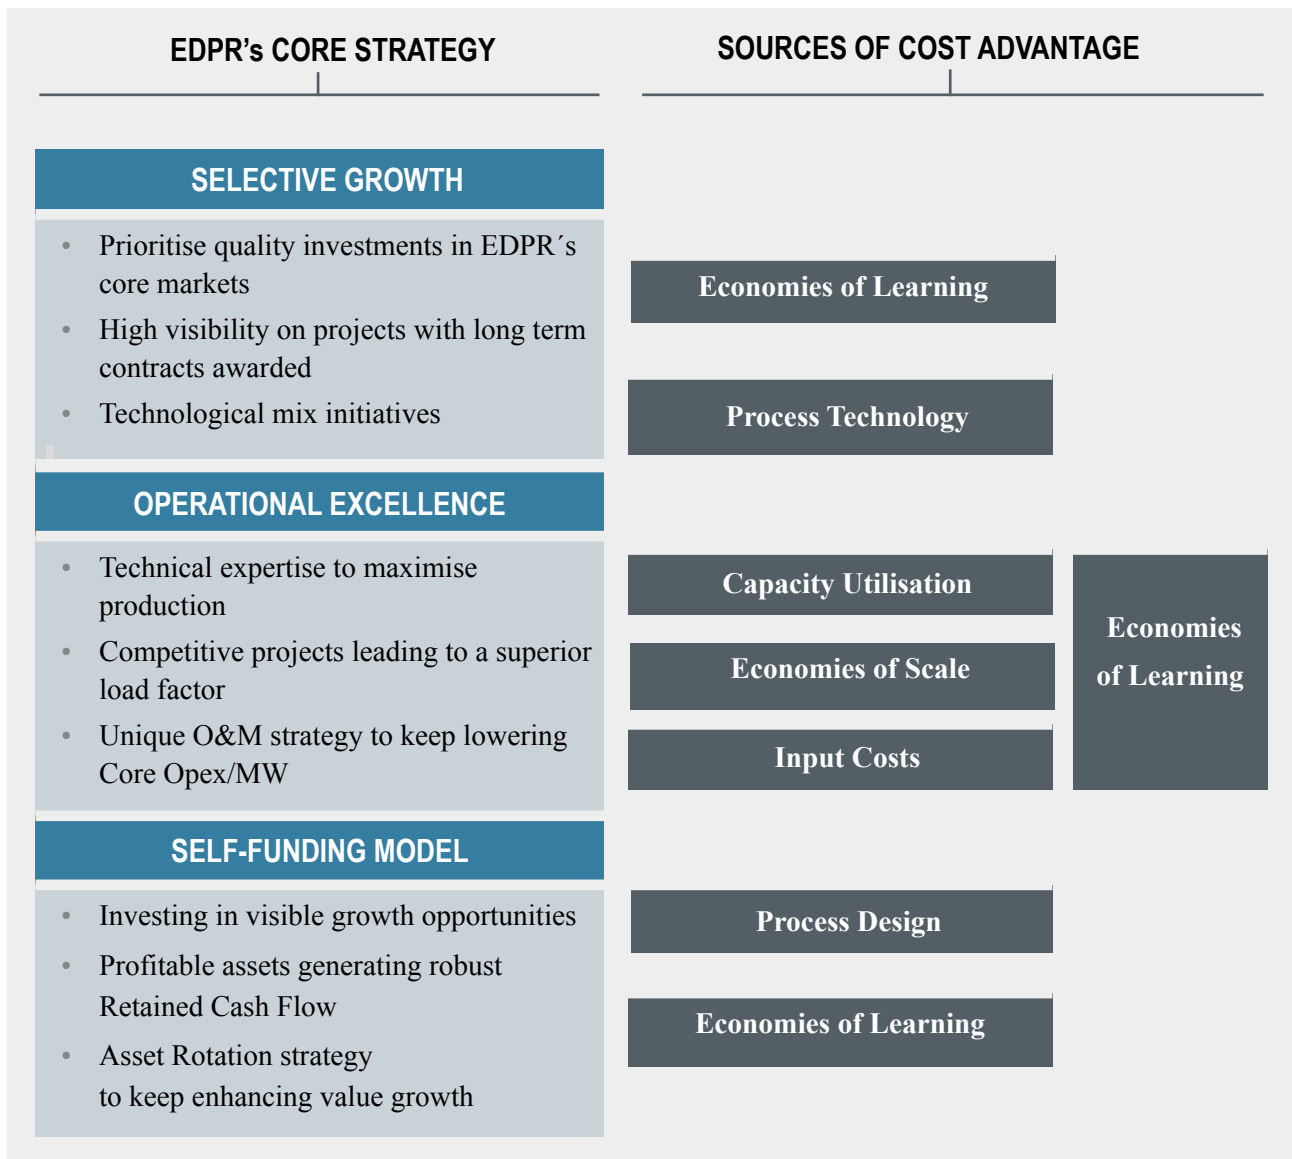 EDPR’s CORE STRATEGY
SOURCES OF COST ADVANTAGE
SELECTIVE GROWTH
• Prioritise quality investments in EDPR´s
core markets
• High visibility on projects with long term
contracts awarded
• Technological mix initiatives
Economies of Learning
Process Technology
OPERATIONAL EXCELLENCE
• Technical expertise to maximise
production
• Competitive projects leading to a superior
load factor
• Unique O&M strategy to keep lowering
Core Opex/MW
Capacity Utilisation
Economies of Scale
Input Costs
Economies
of Learning
SELF-FUNDING MODEL
• Investing in visible growth opportunities
• Profitable assets generating robust
Retained Cash Flow
• Asset Rotation strategy
to keep enhancing value growth
Process Design
Economies of Learning